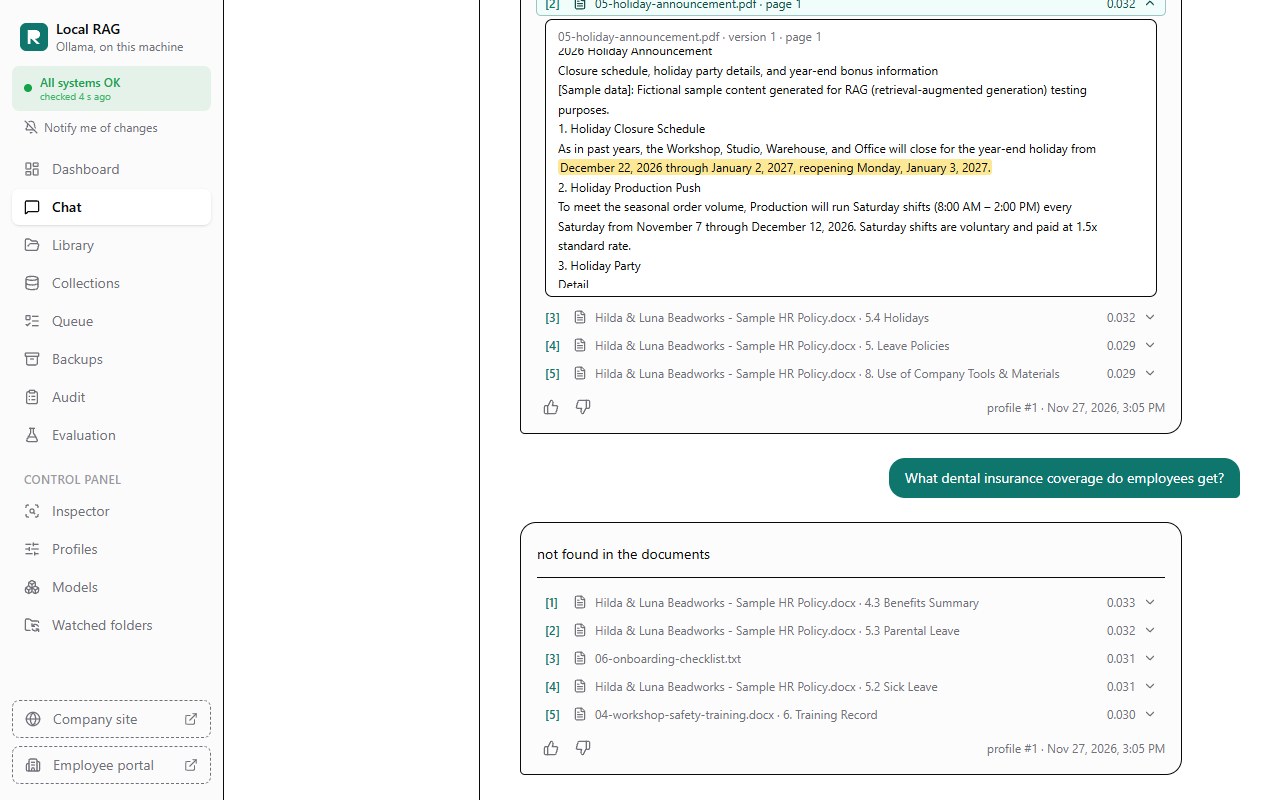 Local RAG
Ollama, on this machine
All systems OK
checked 4 s ago
Notify me of changes
Dashboard
Chat
Library
Collections
Queue
Backups
Audit
Evaluation
CONTROL PANEL
Inspector
Profiles
Models
Watched folders
Company site
Employee portal
[2] 05-holiday-announcement.pdf · page 1 0.032
05-holiday-announcement.pdf · version 1 · page 1
2026 Holiday Announcement
Closure schedule, holiday party details, and year-end bonus information
[Sample data]: Fictional sample content generated for RAG (retrieval-augmented generation) testing
purposes.
1. Holiday Closure Schedule
As in past years, the Workshop, Studio, Warehouse, and Office will close for the year-end holiday from
December 22, 2026 through January 2, 2027, reopening Monday, January 3, 2027.
2. Holiday Production Push
To meet the seasonal order volume, Production will run Saturday shifts (8:00 AM – 2:00 PM) every
Saturday from November 7 through December 12, 2026. Saturday shifts are voluntary and paid at 1.5x
standard rate.
3. Holiday Party
Detail
[3] Hilda & Luna Beadworks - Sample HR Policy.docx · 5.4 Holidays 0.032
[4] Hilda & Luna Beadworks - Sample HR Policy.docx · 5. Leave Policies 0.029
[5] Hilda & Luna Beadworks - Sample HR Policy.docx · 8. Use of Company Tools & Materials 0.029
profile #1 · Nov 27, 2026, 3:05 PM
What dental insurance coverage do employees get?
not found in the documents
[1] Hilda & Luna Beadworks - Sample HR Policy.docx · 4.3 Benefits Summary 0.033
[2] Hilda & Luna Beadworks - Sample HR Policy.docx · 5.3 Parental Leave 0.032
[3] 06-onboarding-checklist.txt 0.031
[4] Hilda & Luna Beadworks - Sample HR Policy.docx · 5.2 Sick Leave 0.031
[5] 04-workshop-safety-training.docx · 6. Training Record 0.030
profile #1 · Nov 27, 2026, 3:05 PM